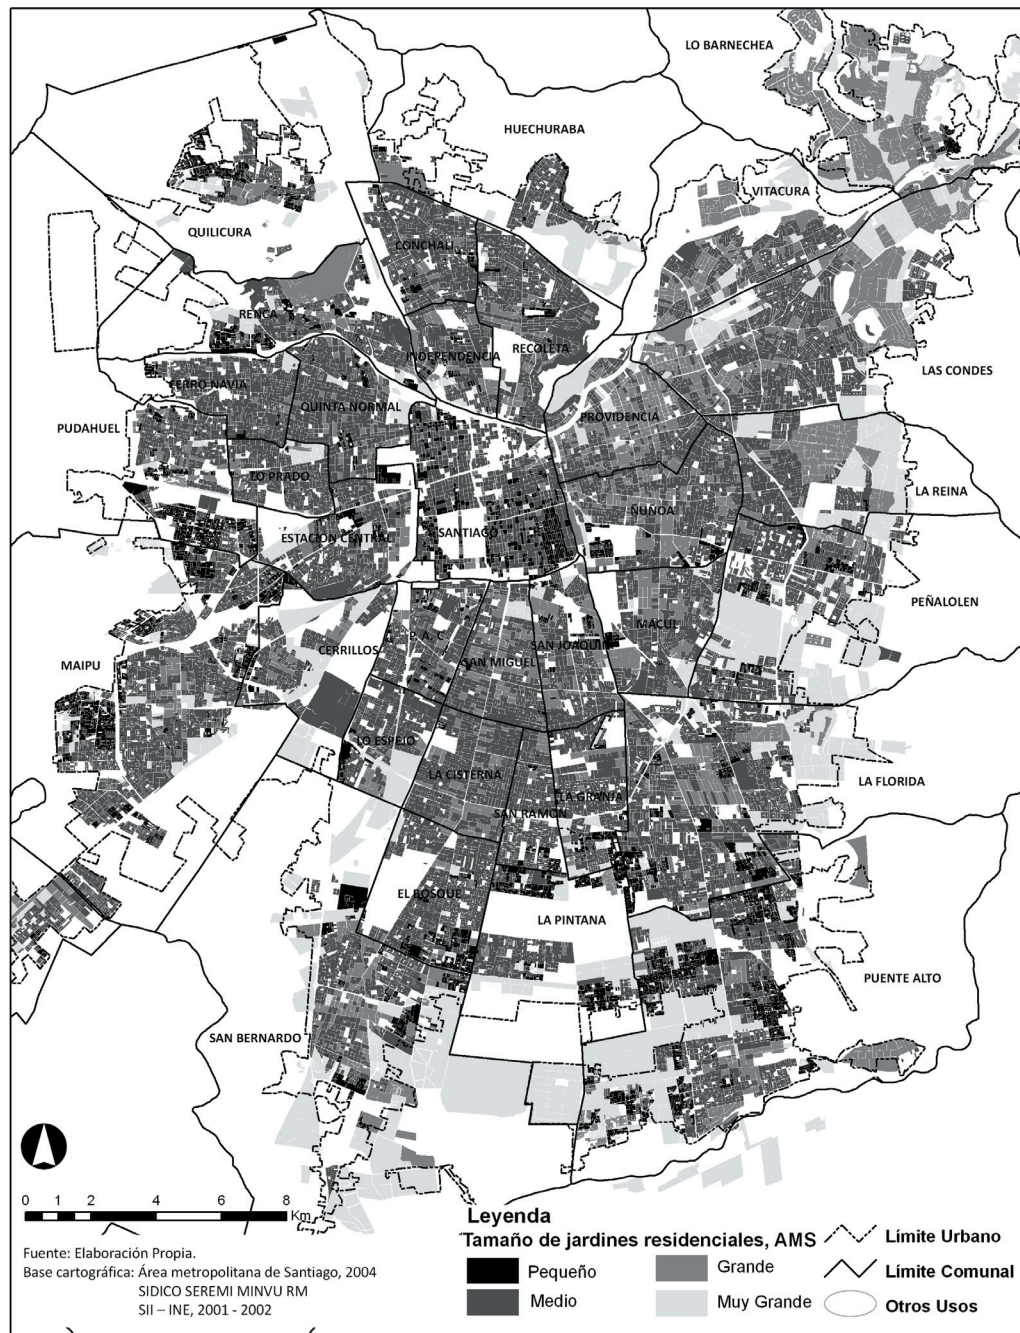 LO BARNECHEA
HUECHURABA
VITACURA
QUILICURA
CONCHALI
RENCA
INDEPENDENCIA
RECOLETA
LAS CONDES
CERRO NAVIA
QUINTA NORMAL
PROVIDENCIA
PUDAHUEL
LO PRADO
LA REINA
ÑUÑOA
SANTIAGO
ESTACION CENTRAL
PEÑALOLEN
P. A. C.
MACUL
CERRILLOS
SAN JOAQUIN
SAN MIGUEL
MAIPU
LO ESPEJO
LA CISTERNA
LA FLORIDA
LA GRANJA
SAN RAMON
EL BOSQUE
LA PINTANA
PUENTE ALTO
SAN BERNARDO
0 1 2 4 6 8
Km
Leyenda
Tamaño de jardines residenciales, AMS
Pequeño
Medio
Grande
Muy Grande
Límite Urbano
Límite Comunal
Otros Usos
Fuente: Elaboración Propia.
Base cartográfica: Área metropolitana de Santiago, 2004
SIDICO SEREMI MINVU RM
SII – INE, 2001 - 2002